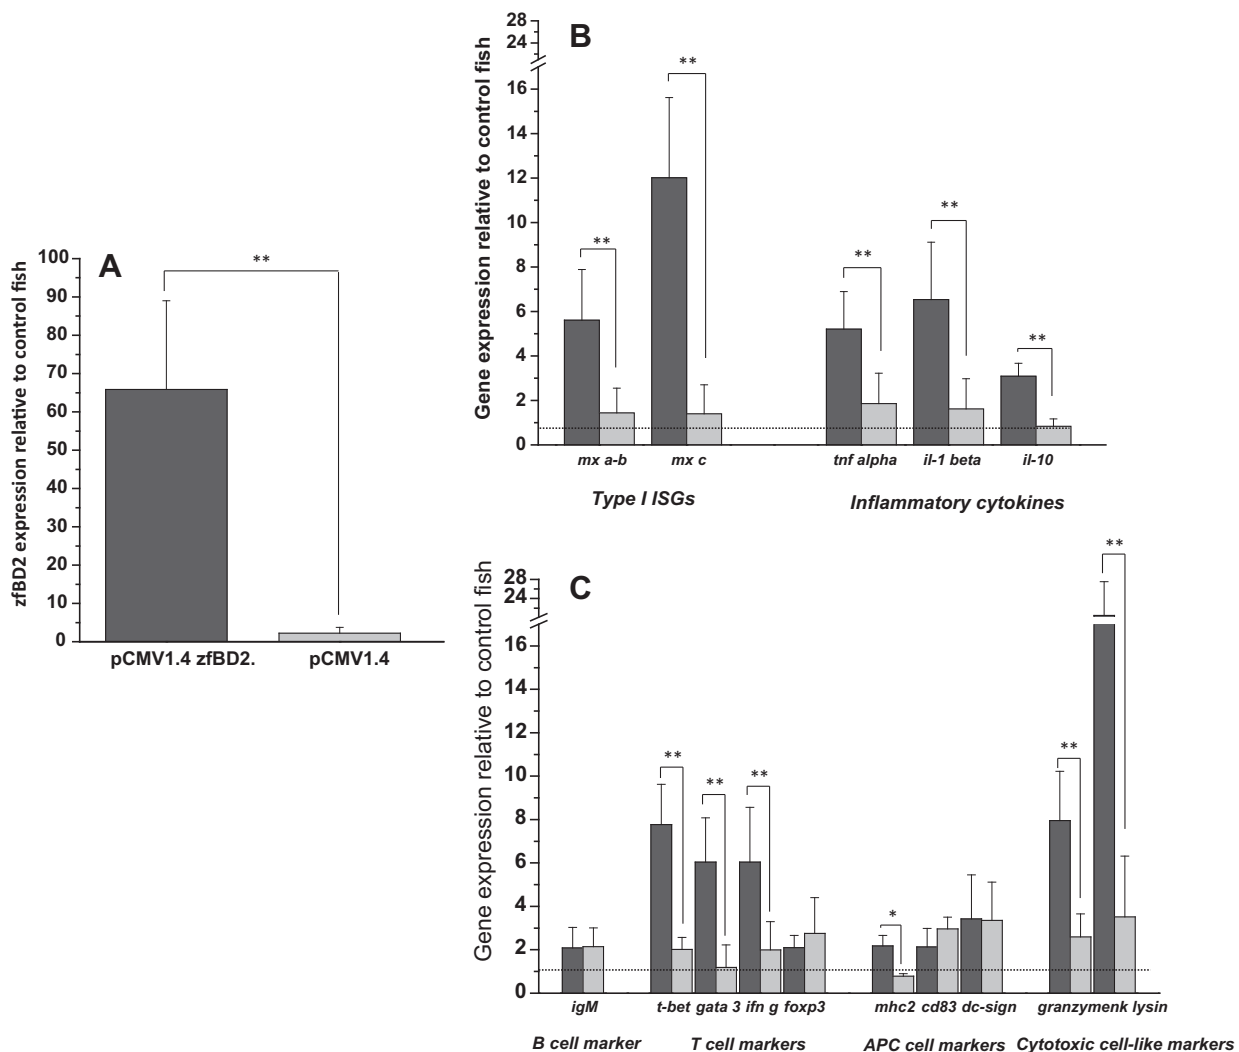 A
zfBD2 expression relative to control fish
100
90
80
70
60
50
40
30
20
10
0
**
pCMV1.4 zfBD2.
pCMV1.4
B
Gene expression relative to control fish
28
24
16
14
12
10
8
6
4
2
0
**
**
**
**
**
mx a-b
mx c
tnf alpha
il-1 beta
il-10
Type I ISGs
Inflammatory cytokines
C
Gene expression relative to control fish
28
24
16
14
12
10
8
6
4
2
0
**
**
**
*
**
**
igM
t-bet gata 3 ifn g foxp3
mhc2 cd83 dc-sign
granzymenk lysin
B cell marker
T cell markers
APC cell markers
Cytotoxic cell-like markers